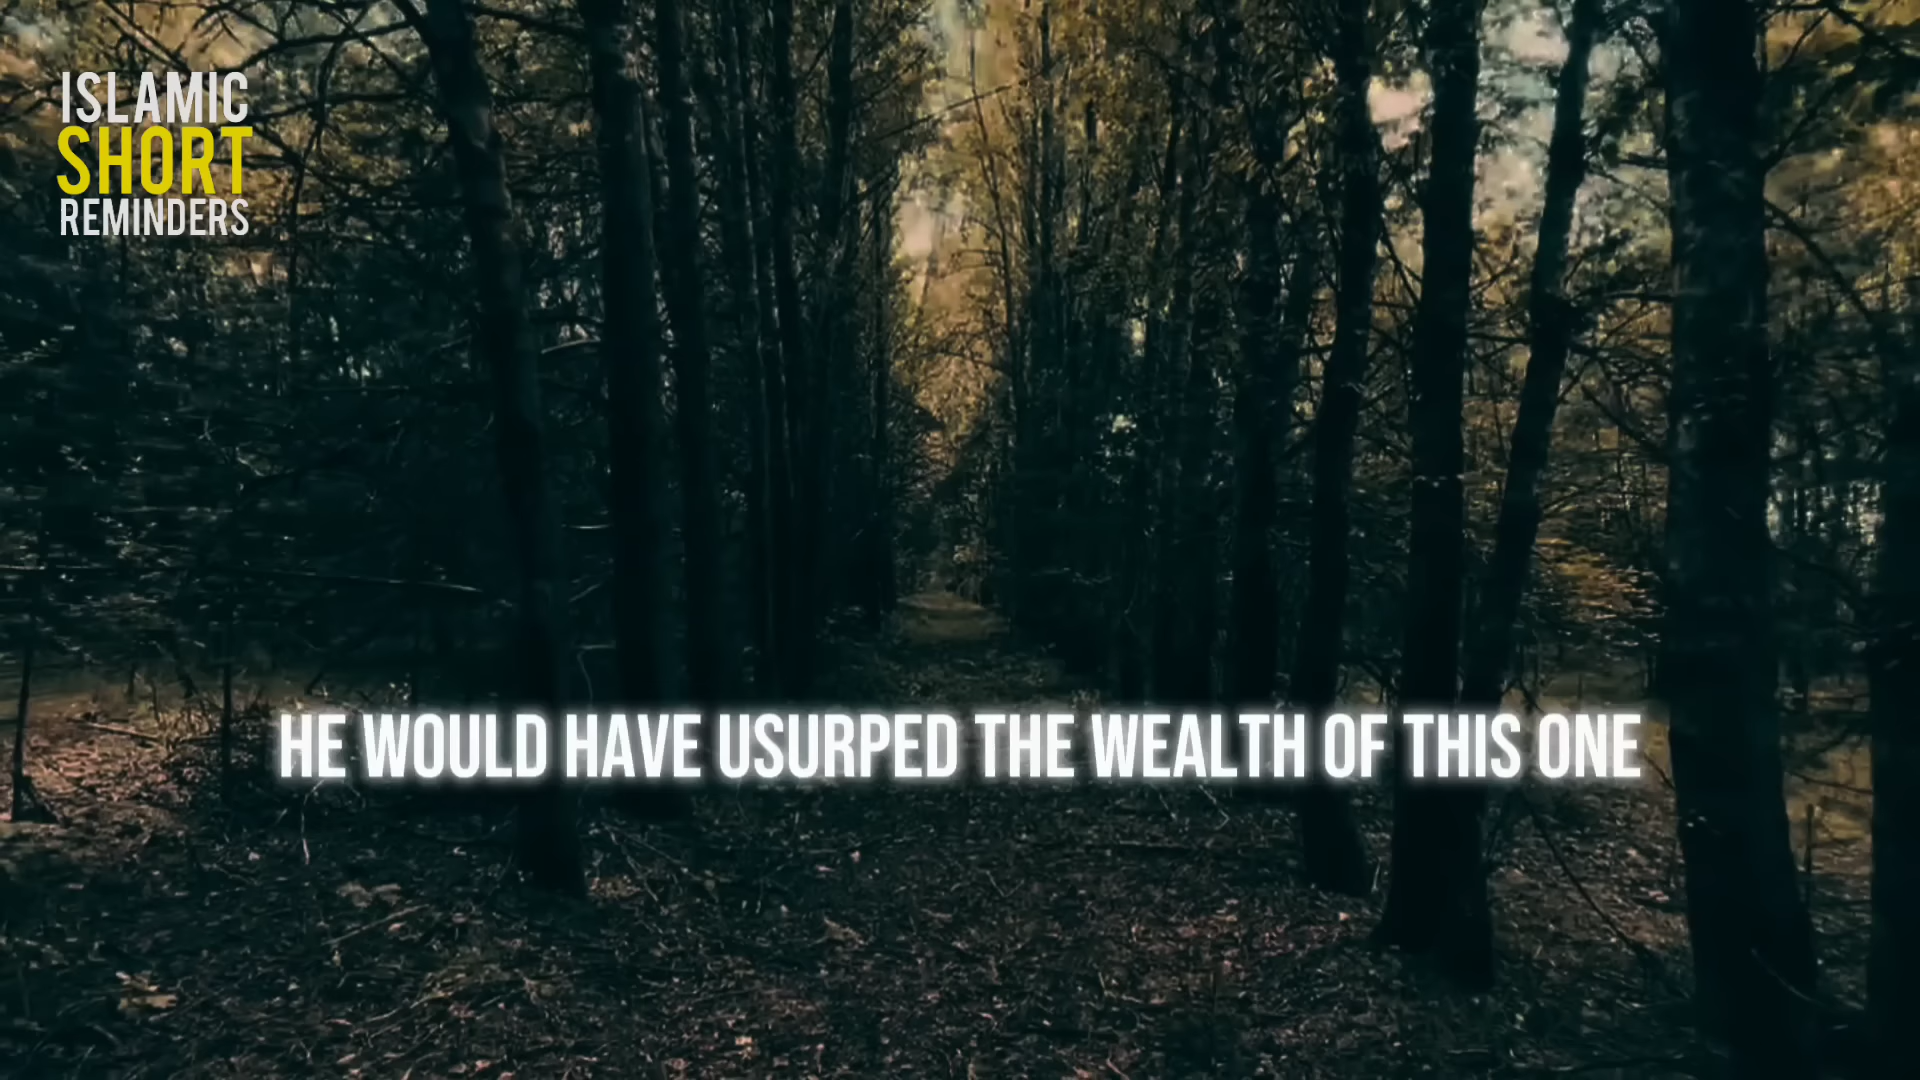 ISLAMIC
SHORT
REMINDERS
HE WOULD HAVE USURPED THE WEALTH OF THIS ONE